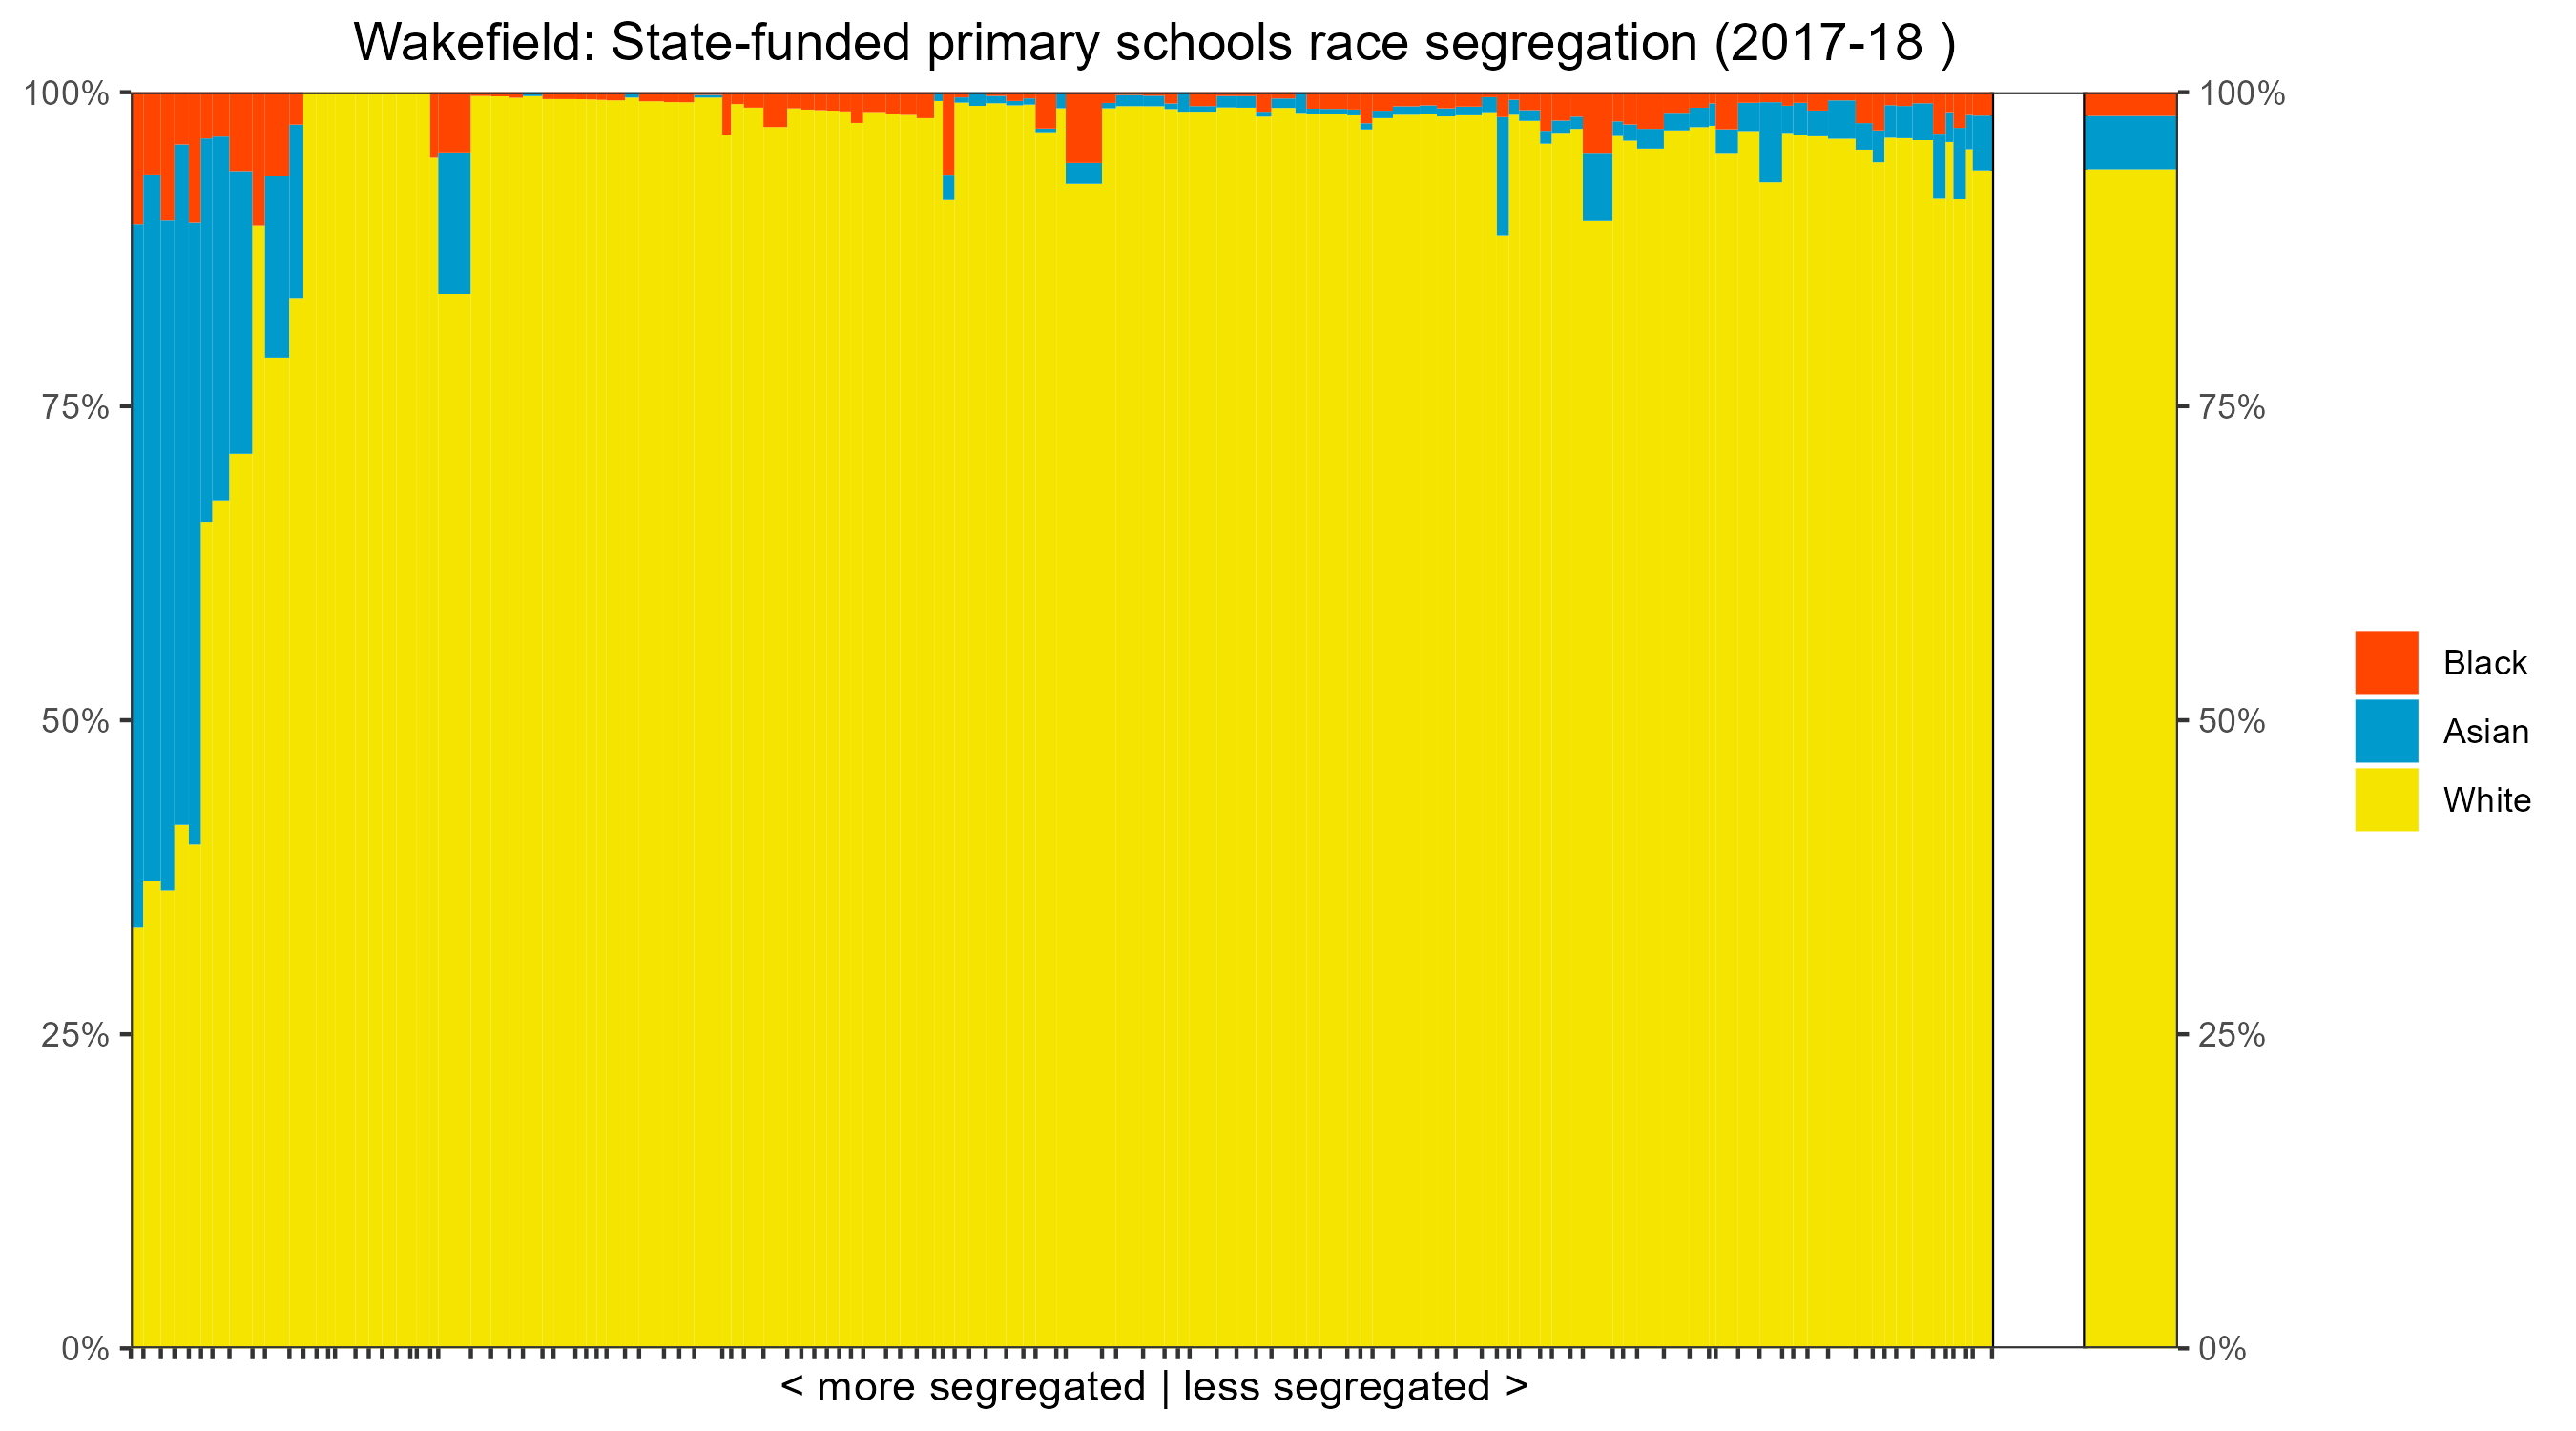 Wakefield: State-funded primary schools race segregation (2017-18 )
100%
75%
50%
25%
0%
100%
75%
50%
25%
0%
Black
Asian
White
< more segregated | less segregated >